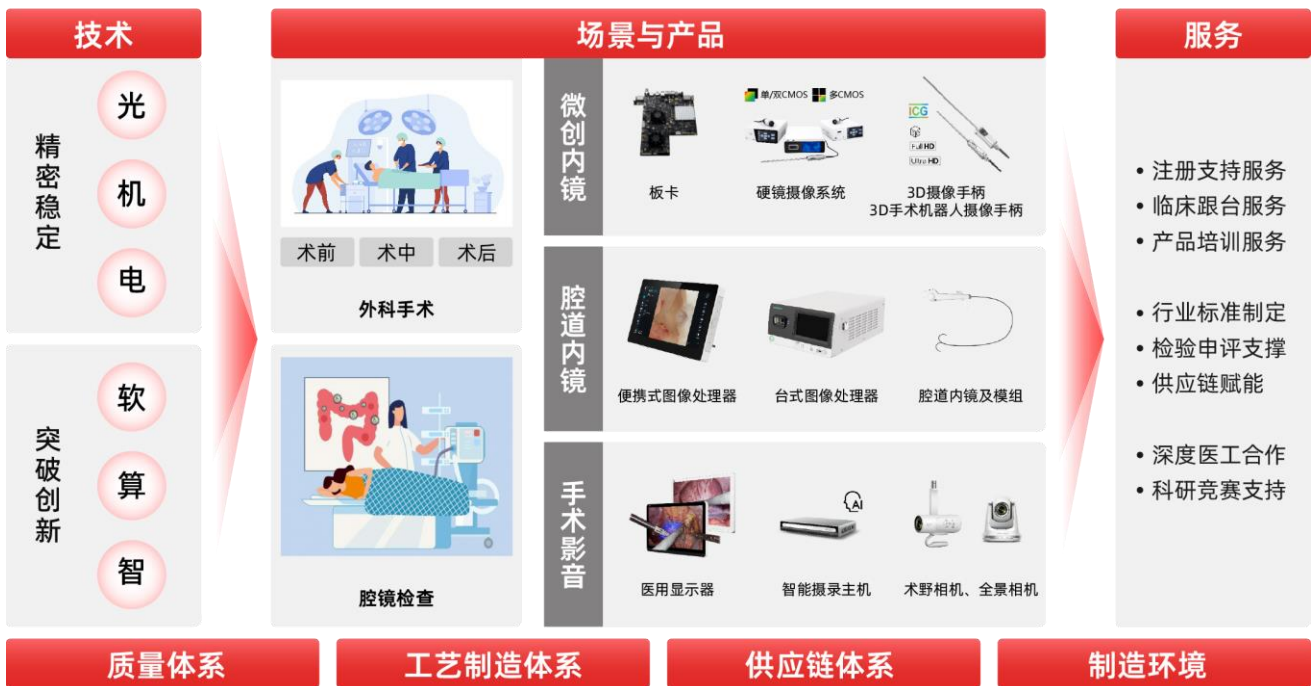 技术
精密稳定
光
机
电
突破创新
软
算
智
场景与产品
术前
术中
术后
外科手术
腔镜检查
微创内镜
板卡
单/双CMOS
多CMOS
硬镜摄像系统
ICG
Full HD
Ultra HD
3D摄像手柄
3D手术机器人摄像手柄
腔道内镜
便携式图像处理器
台式图像处理器
腔道内镜及模组
手术影音
医用显示器
AI
智能摄录主机
术野相机、全景相机
服务
• 注册支持服务
• 临床跟台服务
• 产品培训服务
• 行业标准制定
• 检验申评支撑
• 供应链赋能
• 深度医工合作
• 科研竞赛支持
质量体系
工艺制造体系
供应链体系
制造环境